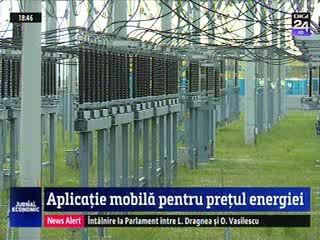 18:46
DIGI 24
HD
Aplicație mobilă pentru prețul energiei
JURNAL
ECONOMIC
News Alert
Întâlnire la Parlament între L. Dragnea și O. Vasilescu